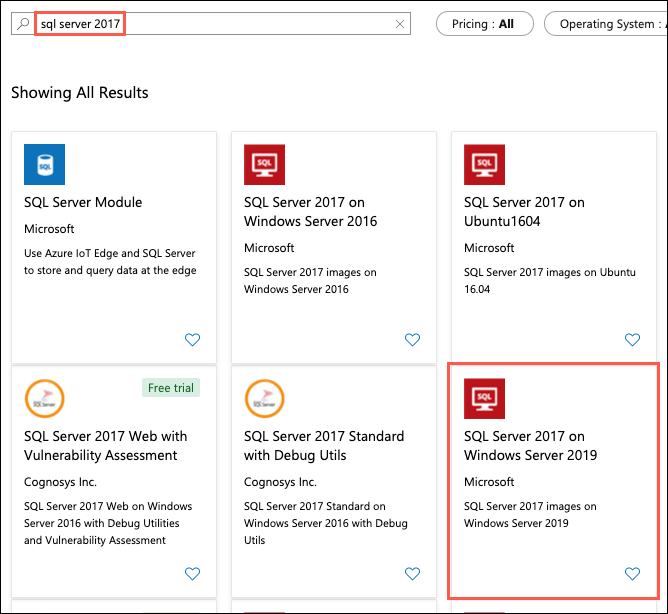 sql server 2017
Pricing : All
Operating System :
Showing All Results
SQL
SQL Server Module
Microsoft
Use Azure IoT Edge and SQL Server
to store and query data at the edge
SQL
SQL Server 2017 on
Windows Server 2016
Microsoft
SQL Server 2017 images on
Windows Server 2016
SQL
SQL Server 2017 on
Ubuntu1604
Microsoft
SQL Server 2017 images on Ubuntu
16.04
Free trial
SQL Server
SQL Server 2017 Web with
Vulnerability Assessment
Cognosys Inc.
SQL Server 2017 Web on Windows
Server 2016 with Debug Utilities
and Vulnerability Assessment
SQL Server
SQL Server 2017 Standard
with Debug Utils
Cognosys Inc.
SQL Server 2017 Standard on
Windows Server 2016 with Debug
Utils
SQL
SQL Server 2017 on
Windows Server 2019
Microsoft
SQL Server 2017 images on
Windows Server 2019